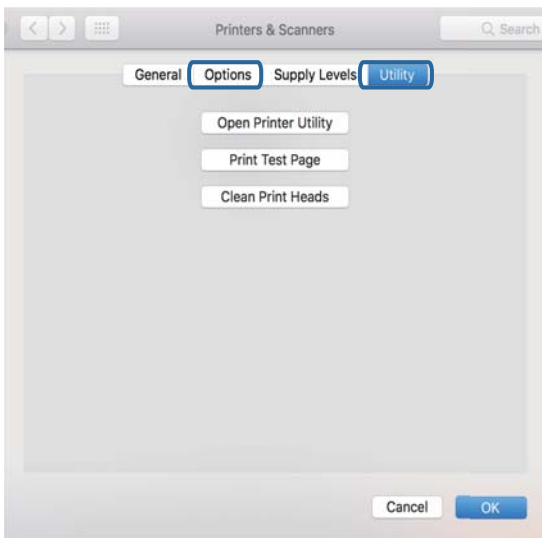 Printers & Scanners
Search
General Options Supply Levels Utility
Open Printer Utility
Print Test Page
Clean Print Heads
Cancel OK